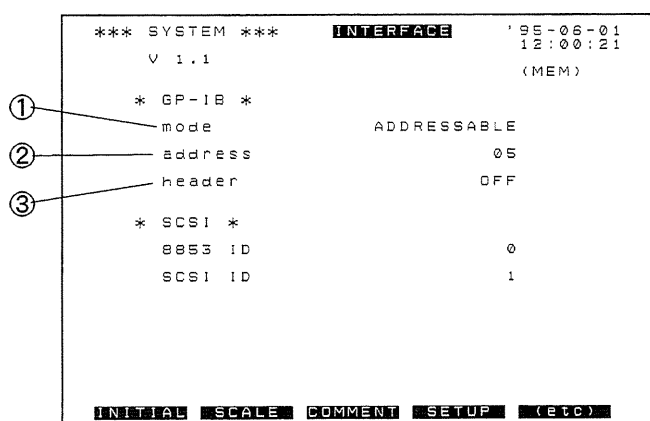 *** SYSTEM *** INTERFACE '95-06-01
V 1.1 12:00:21
(MEM)
* GP-IB *
① mode ADDRESSABLE
② address 05
③ header OFF
* SCSI *
8853 ID 0
SCSI ID 1
INITIAL SCALE COMMENT SETUP (etc)